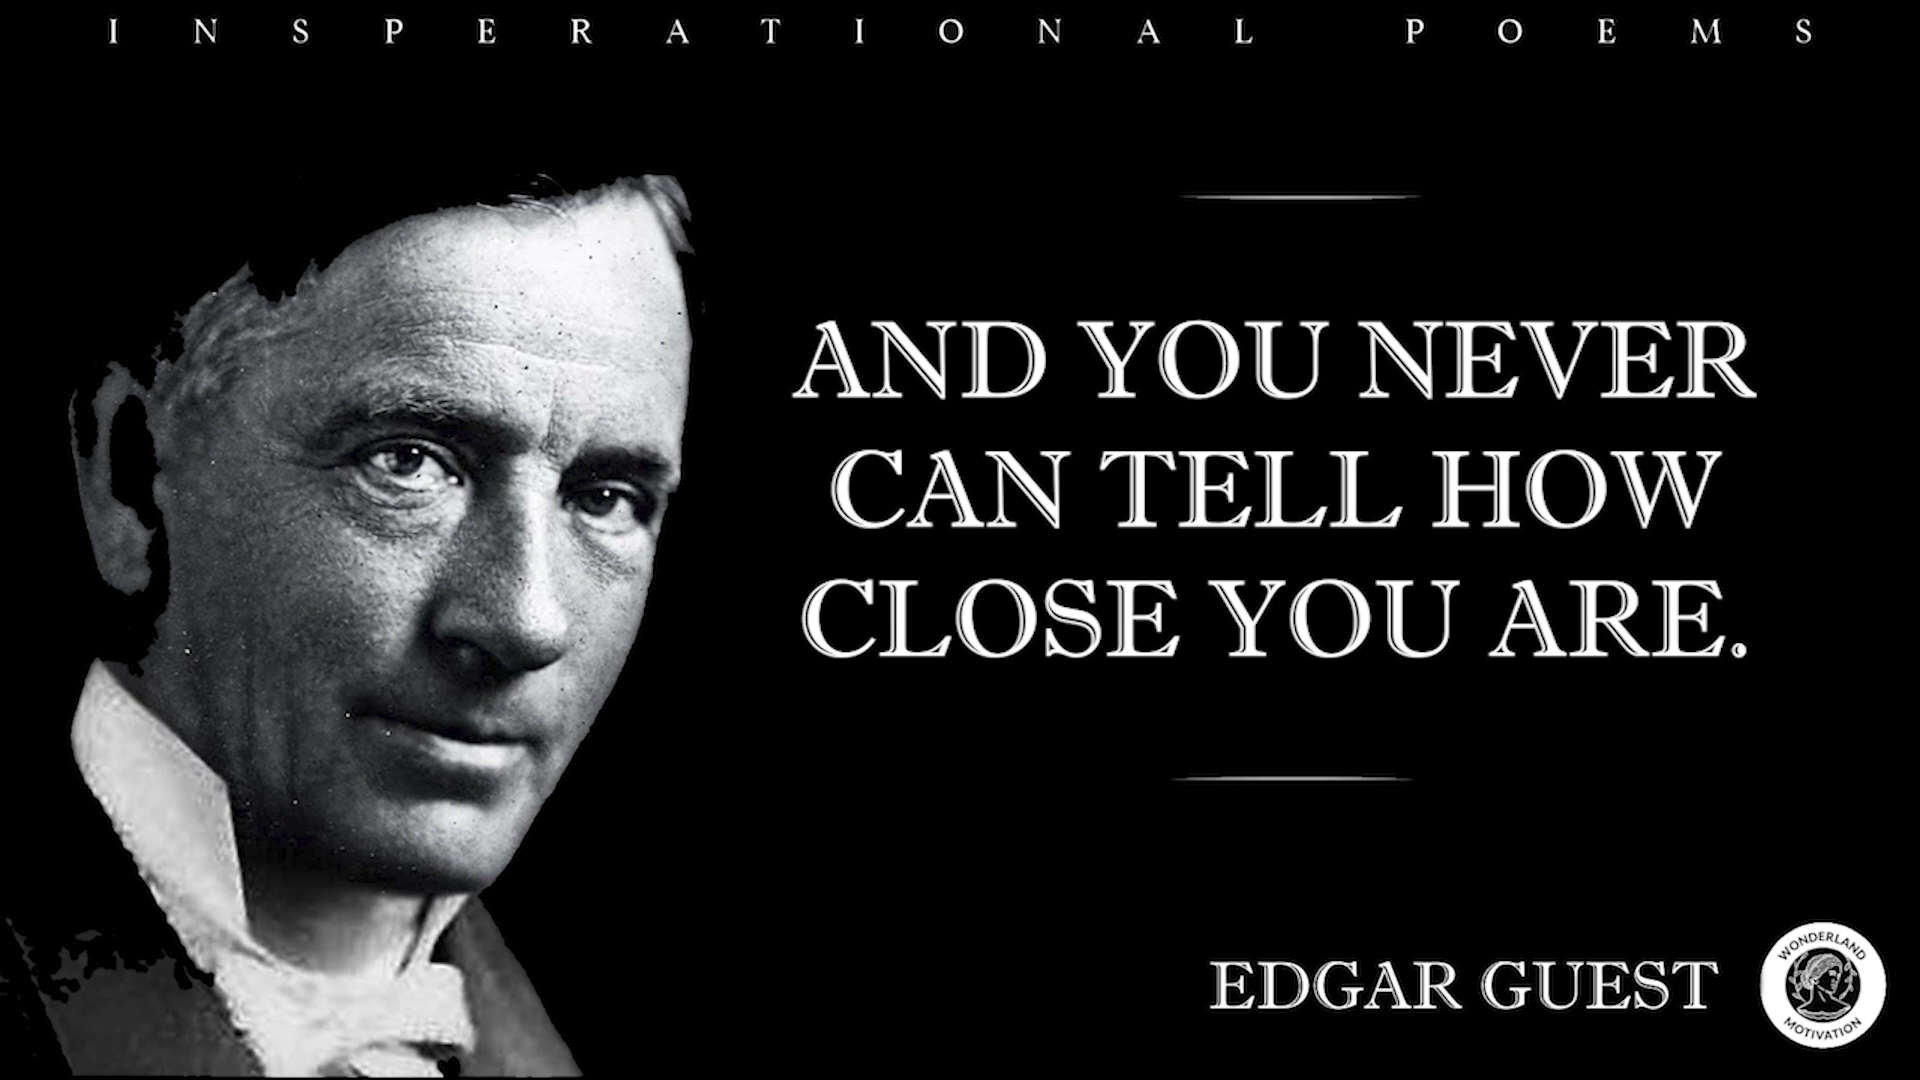 INSPERATIONAL POEMS
AND YOU NEVER
CAN TELL HOW
CLOSE YOU ARE.
EDGAR GUEST
WONDERLAND
MOTIVATION